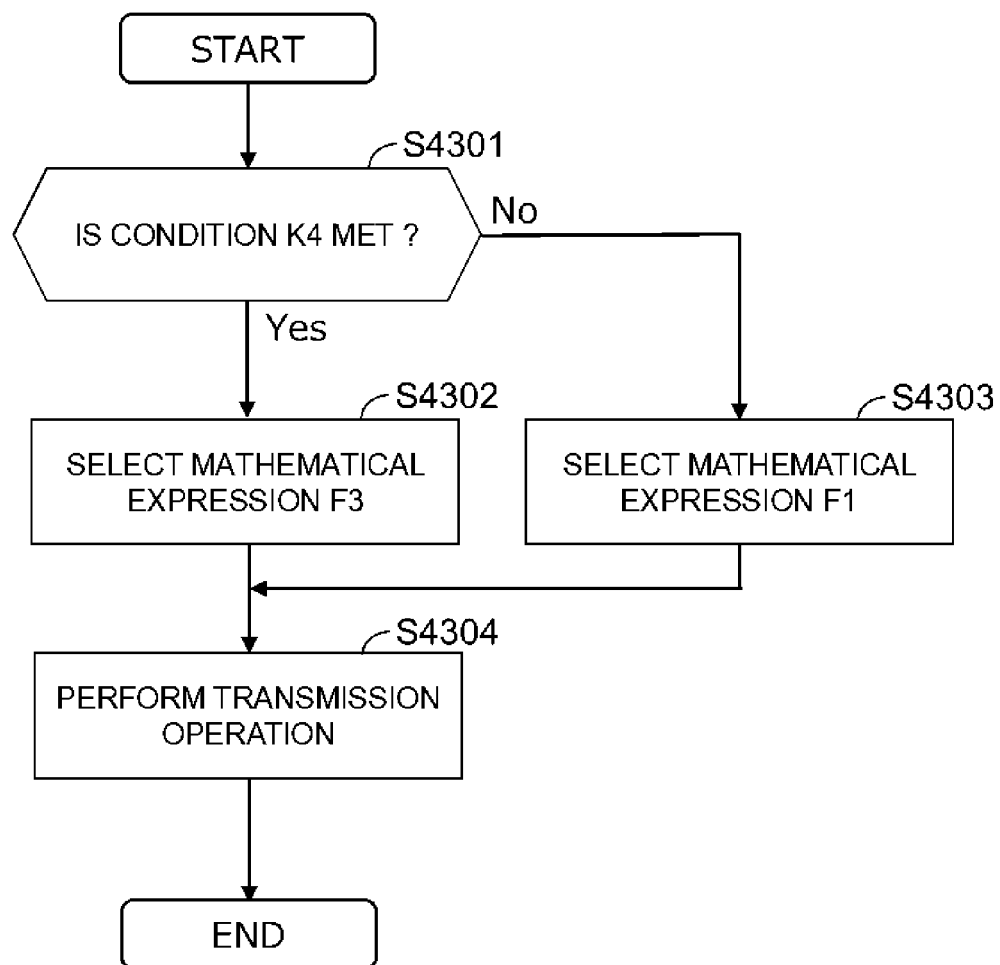 START
S4301
IS CONDITION K4 MET ?
No
Yes
S4302
S4303
SELECT MATHEMATICAL
EXPRESSION F3
SELECT MATHEMATICAL
EXPRESSION F1
S4304
PERFORM TRANSMISSION
OPERATION
END